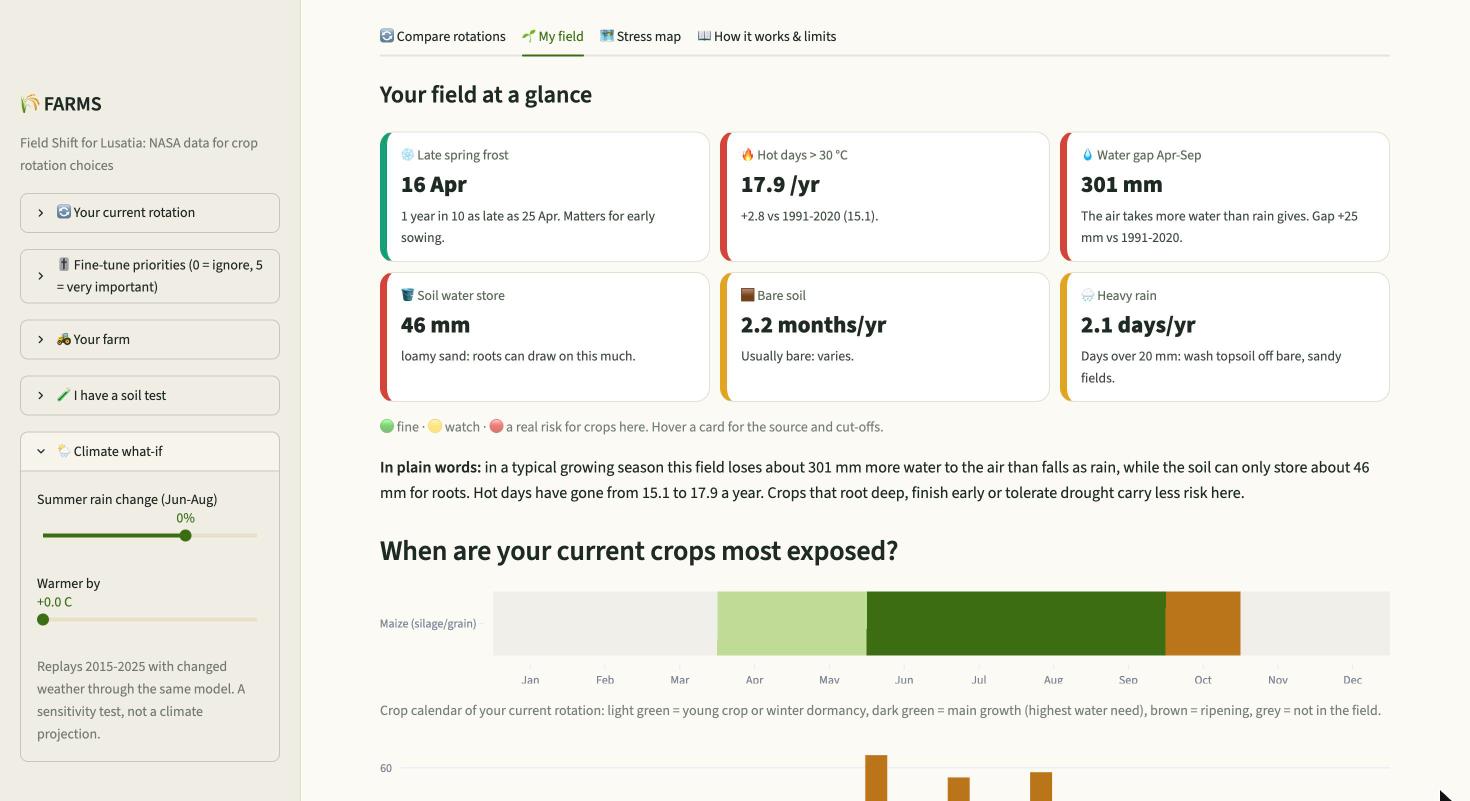 FARMS
Field Shift for Lusatia: NASA data for crop
rotation choices
Your current rotation
Fine-tune priorities (0 = ignore, 5
= very important)
Your farm
I have a soil test
Climate what-if
Summer rain change (Jun-Aug)
0%
Warmer by
+0.0 C
Replays 2015-2025 with changed
weather through the same model. A
sensitivity test, not a climate
projection.
Compare rotations My field Stress map How it works & limits
Your field at a glance
Late spring frost
16 Apr
1 year in 10 as late as 25 Apr. Matters for early
sowing.
Hot days > 30 °C
17.9 /yr
+2.8 vs 1991-2020 (15.1).
Water gap Apr-Sep
301 mm
The air takes more water than rain gives. Gap +25
mm vs 1991-2020.
Soil water store
46 mm
loamy sand: roots can draw on this much.
Bare soil
2.2 months/yr
Usually bare: varies.
Heavy rain
2.1 days/yr
Days over 20 mm: wash topsoil off bare, sandy
fields.
fine · watch · a real risk for crops here. Hover a card for the source and cut-offs.
In plain words: in a typical growing season this field loses about 301 mm more water to the air than falls as rain, while the soil can only store about 46
mm for roots. Hot days have gone from 15.1 to 17.9 a year. Crops that root deep, finish early or tolerate drought carry less risk here.
When are your current crops most exposed?
Maize (silage/grain)
Jan Feb Mar Apr May Jun Jul Aug Sep Oct Nov Dec
Crop calendar of your current rotation: light green = young crop or winter dormancy, dark green = main growth (highest water need), brown = ripening, grey = not in the field.
60